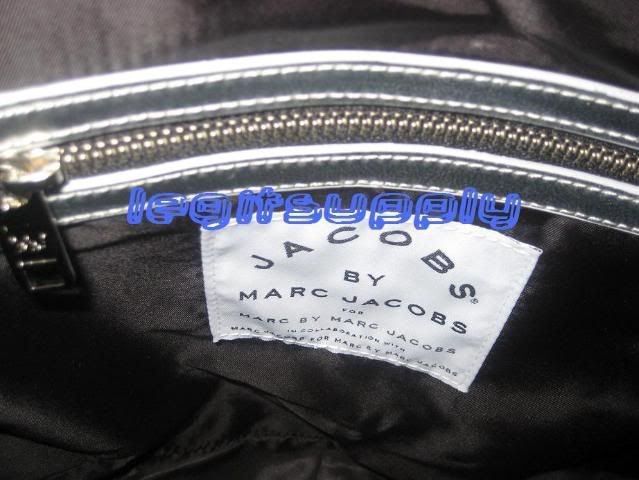 legitsupply
JACOBS®
BY
MARC JACOBS
FOR
MARC BY MARC JACOBS
IN COLLABORATION WITH
MARC JACOBS FOR MARC BY MARC JACOBS